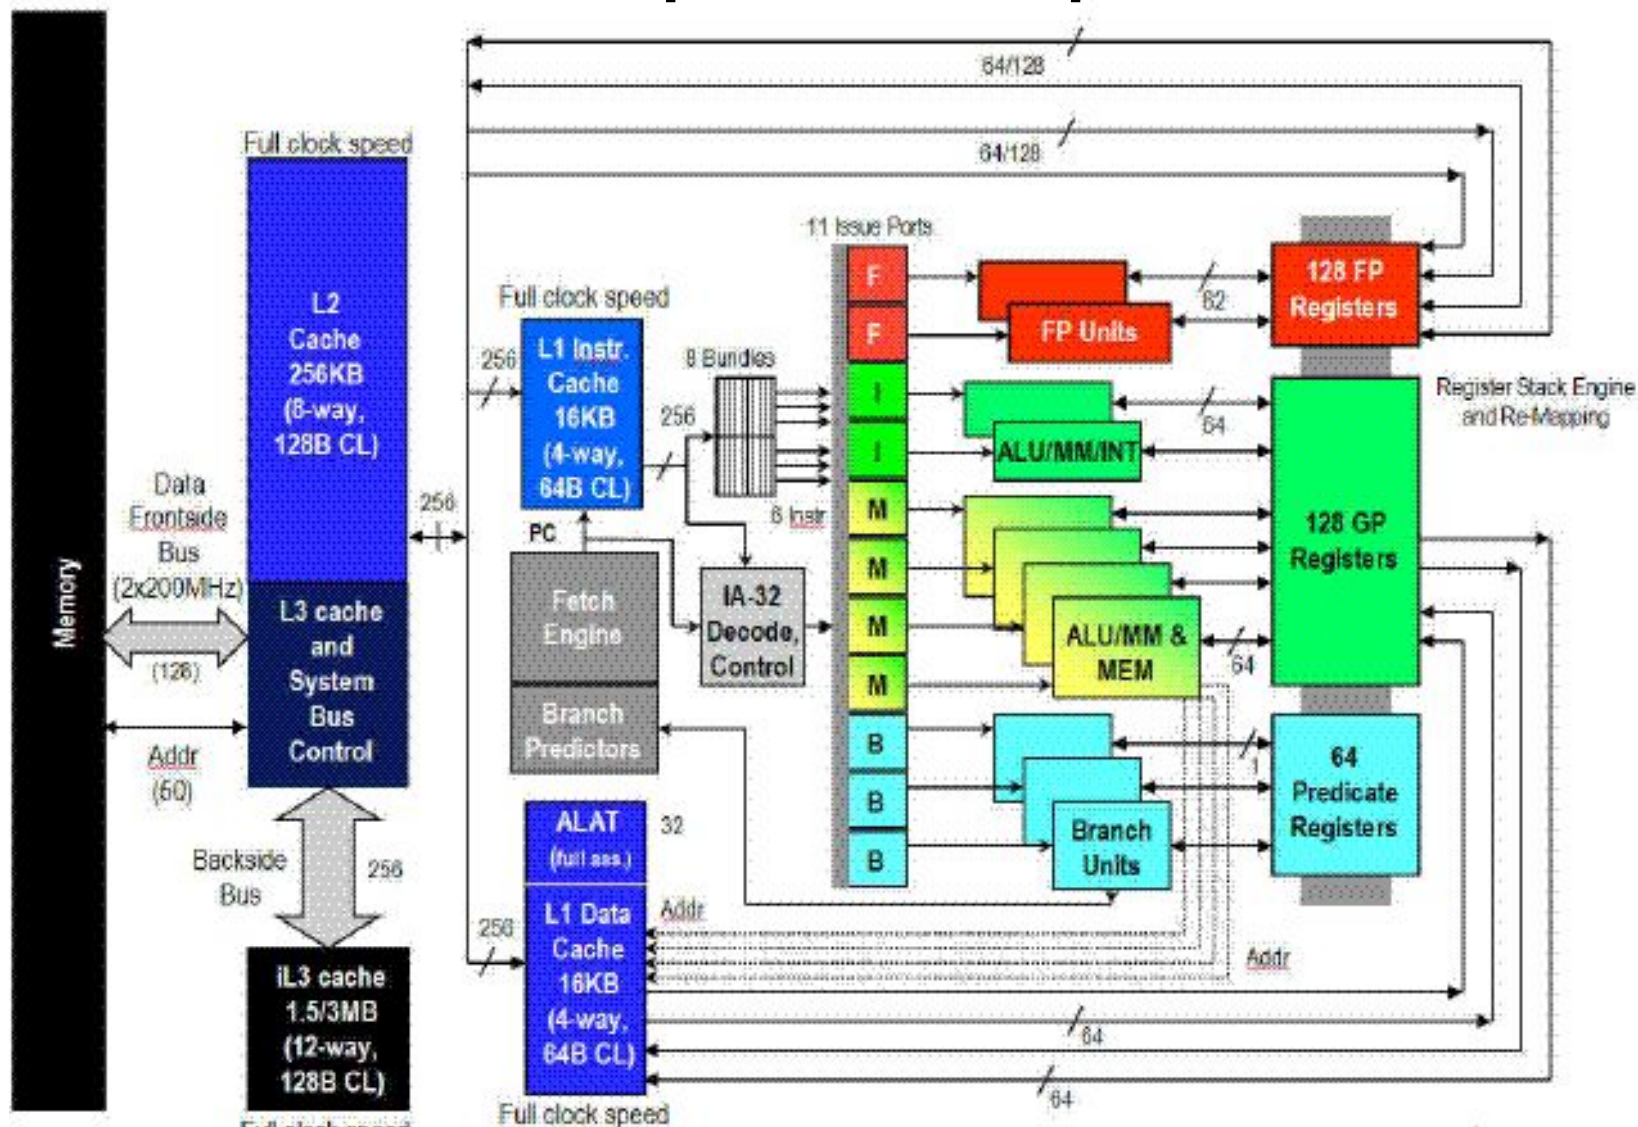 64/128
64/128
Full clock speed
L2
Cache
256KB
(8-way,
128B CL)
Data
Frontside
Bus
(2x200MHz)
(128)
Addr
(50)
Memory
L3 cache
and
System
Bus
Control
256
Backside
Bus
256
iL3 cache
1.5/3MB
(12-way,
128B CL)
Full clock speed
Full clock speed
256
L1 Instr.
Cache
16KB
(4-way,
64B CL)
256
8 Bundles
6 Instr
PC
Fetch
Engine
Branch
Predictors
IA-32
Decode,
Control
ALAT
(full ass.)
32
256
L1 Data
Cache
16KB
(4-way,
64B CL)
Full clock speed
Addr
Addr
64
64
11 Issue Ports
F
F
I
I
M
M
M
M
B
B
B
FP Units
82
ALU/MM/INT
64
ALU/MM &
MEM
64
Branch
Units
1
128 FP
Registers
Register Stack Engine
and Re-Mapping
128 GP
Registers
64
Predicate
Registers